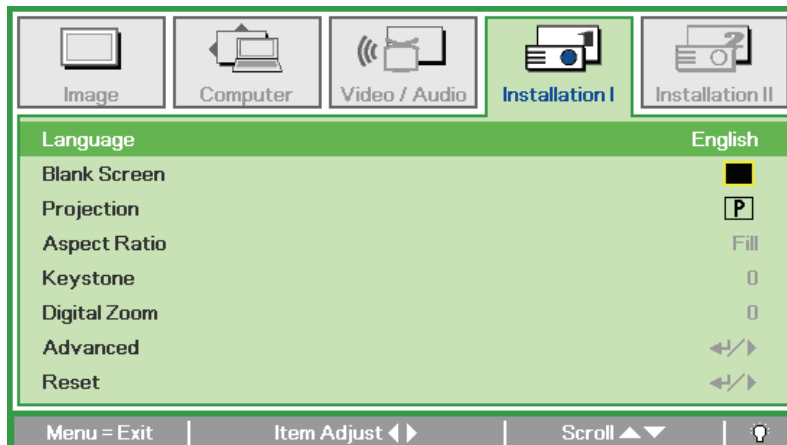 Image Computer Video / Audio Installation I Installation II
Language English
Blank Screen
Projection P
Aspect Ratio Fill
Keystone 0
Digital Zoom 0
Advanced
Reset
Menu = Exit Item Adjust Scroll